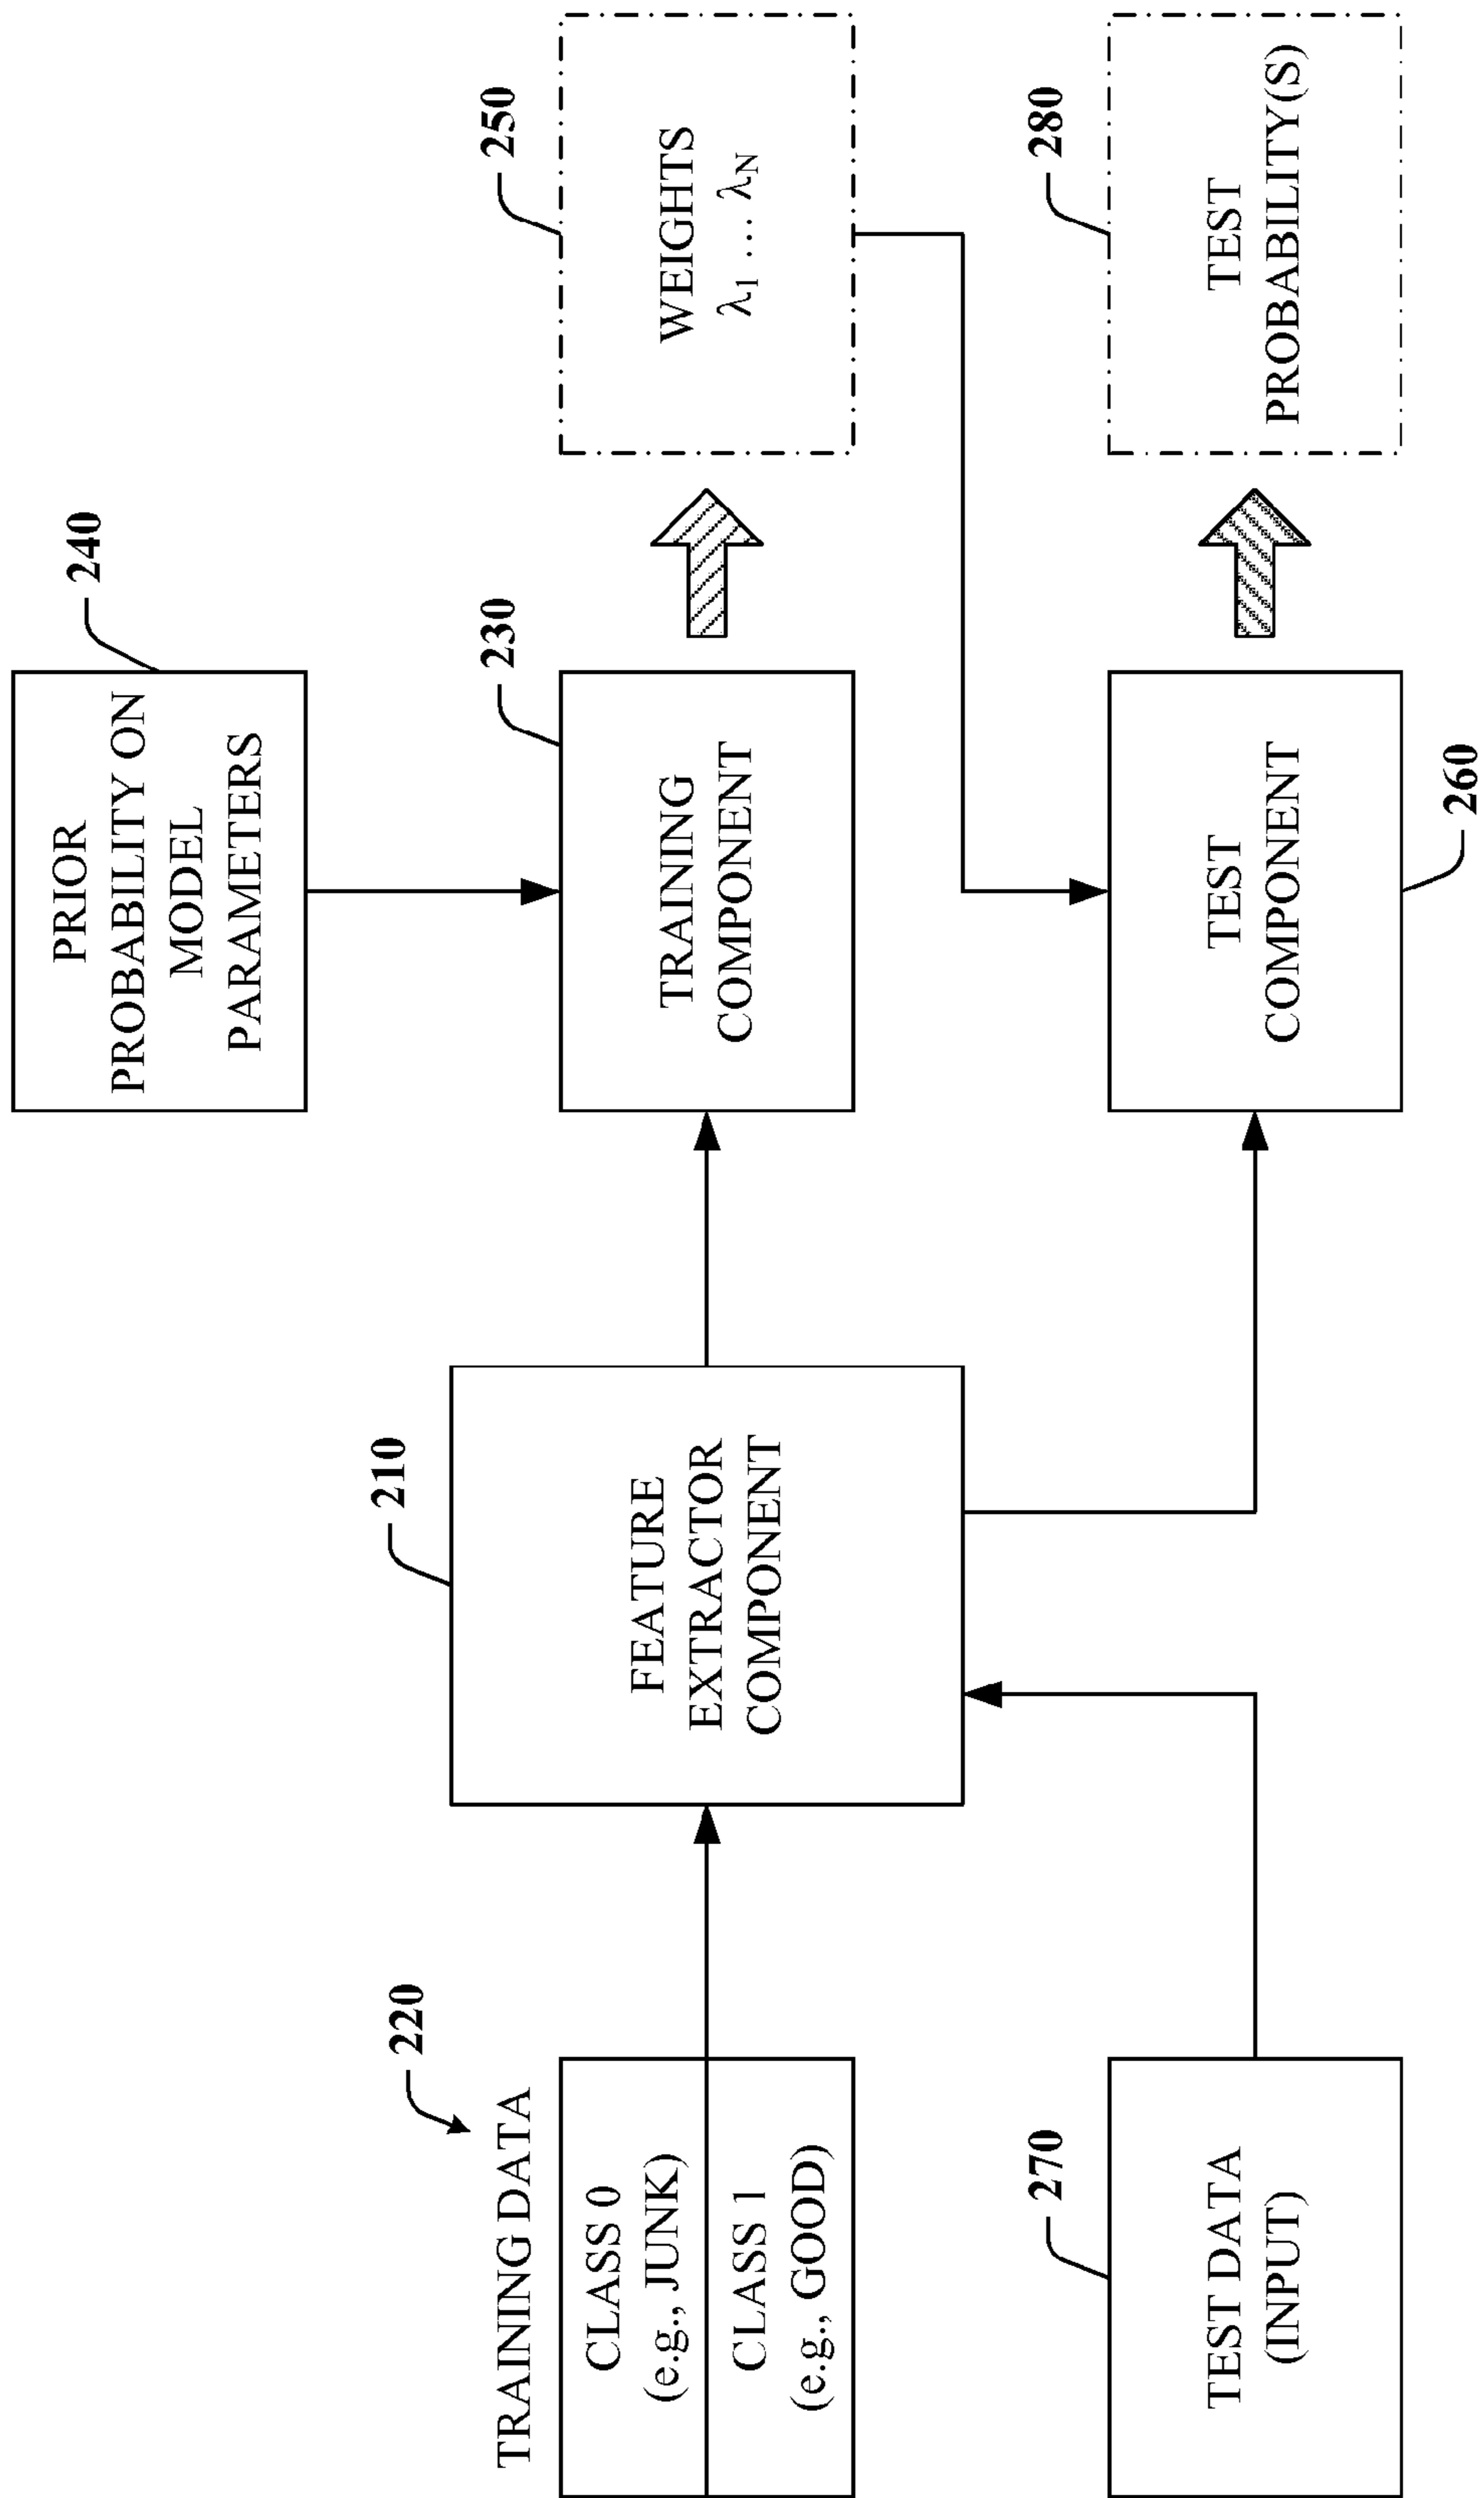 240
PRIOR
PROBABILITY ON
MODEL
PARAMETERS
220
TRAINING DATA
CLASS 0
(e.g., JUNK)
CLASS 1
(e.g., GOOD)
210
FEATURE
EXTRACTOR
COMPONENT
230
TRAINING
COMPONENT
250
WEIGHTS
λ1 … λN
270
TEST DATA
(INPUT)
TEST
COMPONENT
260
280
TEST
PROBABILITY(S)